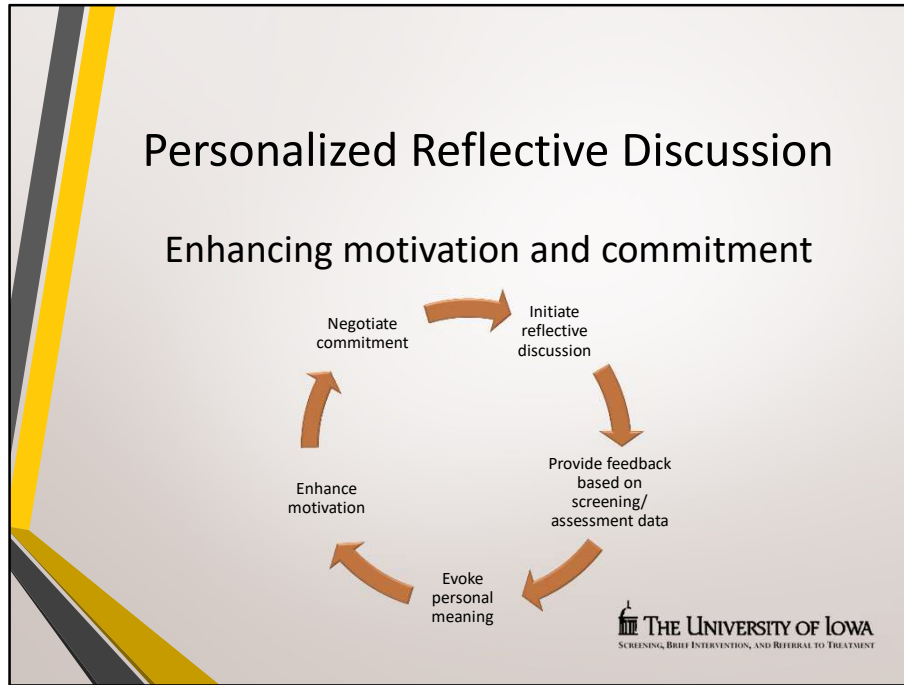 Personalized Reflective Discussion
Enhancing motivation and commitment
Initiate
reflective
discussion
Provide feedback
based on
screening/
assessment data
Evoke
personal
meaning
Enhance
motivation
Negotiate
commitment
THE UNIVERSITY OF IOWA
SCREENING, BRIEF INTERVENTION, AND REFERRAL TO TREATMENT